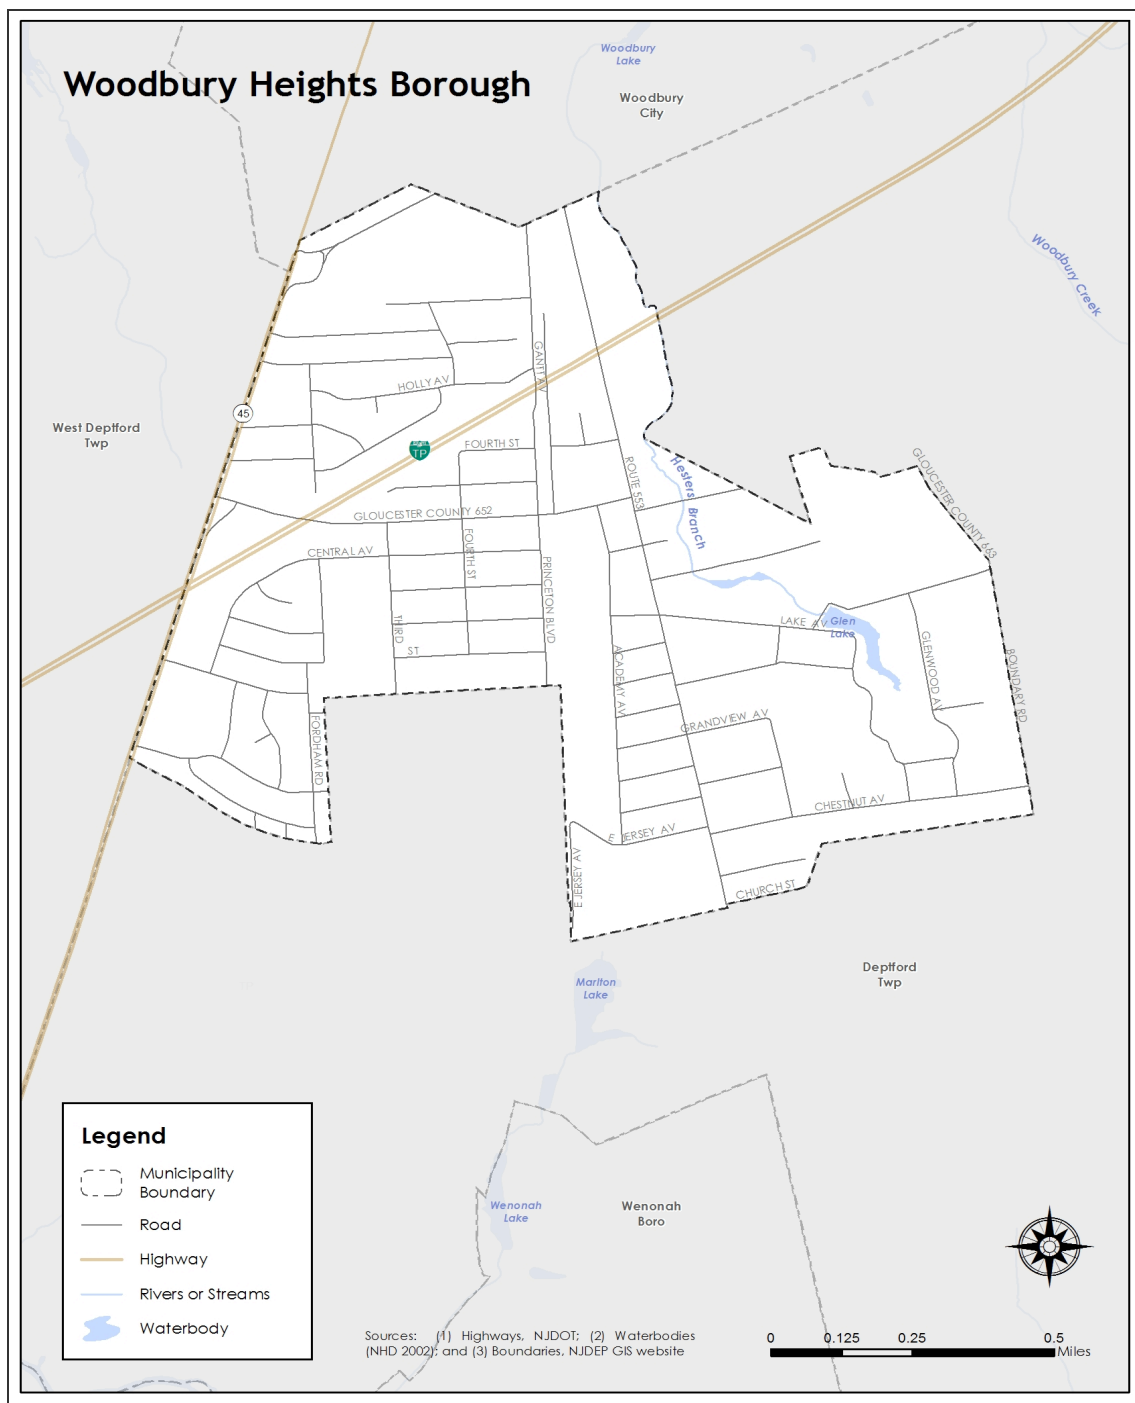 Woodbury
Lake
Woodbury Heights Borough
Woodbury
City
Woodbury Creek
GANTT AV
HOLLY AV
45
West Deptford
Twp
TP
FOURTH ST
ROUTE 553
Hesters Branch
GLOUCESTER COUNTY 663
GLOUCESTER COUNTY 652
FOURTH ST
CENTRAL AV
PRINCETON BLVD
THIRD
ST
LAKE AV
Glen
Lake
GLENWOOD AV
BOUNDARY RD
ACADEMY AV
GRANDVIEW AV
FORDHAM RD
CHESTNUT AV
E JERSEY AV
E JERSEY AV
CHURCH ST
Deptford
Twp
Marlton
Lake
Legend
Municipality
Boundary
Road
Highway
Rivers or Streams
Waterbody
Wenonah
Lake
Wenonah
Boro
Sources: (1) Highways, NJDOT; (2) Waterbodies
(NHD 2002); and (3) Boundaries, NJDEP GIS website
0 0.125 0.25 0.5
Miles